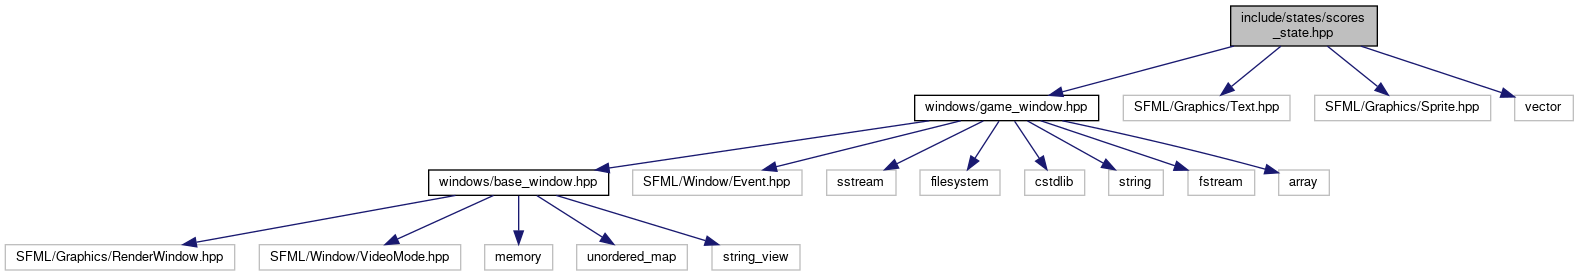 include/states/scores
_state.hpp
windows/game_window.hpp
SFML/Graphics/Text.hpp
SFML/Graphics/Sprite.hpp
vector
windows/base_window.hpp
SFML/Window/Event.hpp
sstream
filesystem
cstdlib
string
fstream
array
SFML/Graphics/RenderWindow.hpp
SFML/Window/VideoMode.hpp
memory
unordered_map
string_view